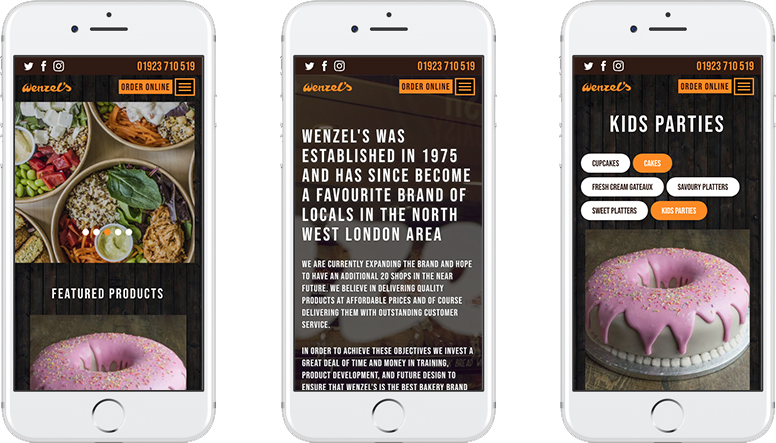 01923 710 519
Wenzel's
ORDER ONLINE
FEATURED PRODUCTS
01923 710 519
Wenzel's
ORDER ONLINE
WENZEL'S WAS
ESTABLISHED IN 1975
AND HAS SINCE BECOME
A FAVOURITE BRAND OF
LOCALS IN THE NORTH
WEST LONDON AREA
WE ARE CURRENTLY EXPANDING THE BRAND AND HOPE
TO HAVE AN ADDITIONAL 20 SHOPS IN THE NEAR
FUTURE. WE BELIEVE IN DELIVERING QUALITY
PRODUCTS AT AFFORDABLE PRICES AND OF COURSE
DELIVERING THEM WITH OUTSTANDING CUSTOMER
SERVICE.
IN ORDER TO ACHIEVE THESE OBJECTIVES WE INVEST A
GREAT DEAL OF TIME AND MONEY IN TRAINING,
PRODUCT DEVELOPMENT, AND FUTURE DESIGN TO
ENSURE THAT WENZEL'S IS THE BEST BAKERY BRAND
01923 710 519
Wenzel's
ORDER ONLINE
KIDS PARTIES
CUPCAKES CAKES
FRESH CREAM GATEAUX SAVOURY PLATTERS
SWEET PLATTERS KIDS PARTIES